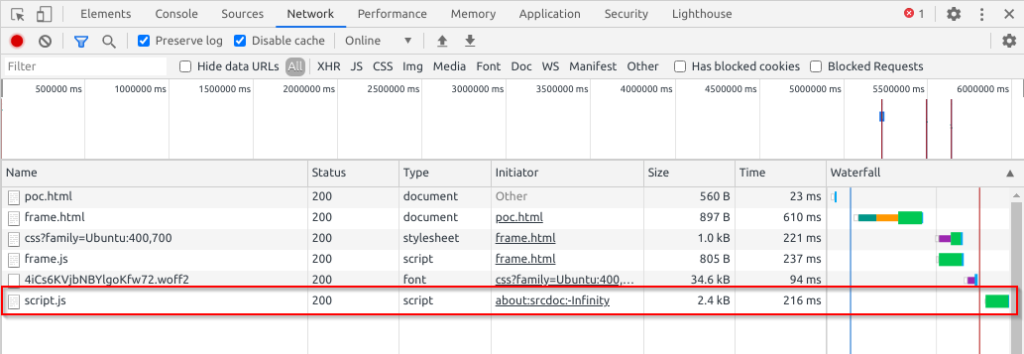 Elements Console Sources Network Performance Memory Application Security Lighthouse 1
Preserve log Disable cache Online
Filter Hide data URLs All XHR JS CSS Img Media Font Doc WS Manifest Other Has blocked cookies Blocked Requests
500000 ms 1000000 ms 1500000 ms 2000000 ms 2500000 ms 3000000 ms 3500000 ms 4000000 ms 4500000 ms 5000000 ms 5500000 ms 6000000 ms
Name Status Type Initiator Size Time Waterfall
poc.html 200 document Other 560 B 23 ms
frame.html 200 document poc.html 897 B 610 ms
css?family=Ubuntu:400,700 200 stylesheet frame.html 1.0 kB 221 ms
frame.js 200 script frame.html 805 B 237 ms
4iCs6KVjbNBYlgoKfw72.woff2 200 font css?family=Ubuntu:400,... 34.6 kB 94 ms
script.js 200 script about:srcdoc:-Infinity 2.4 kB 216 ms